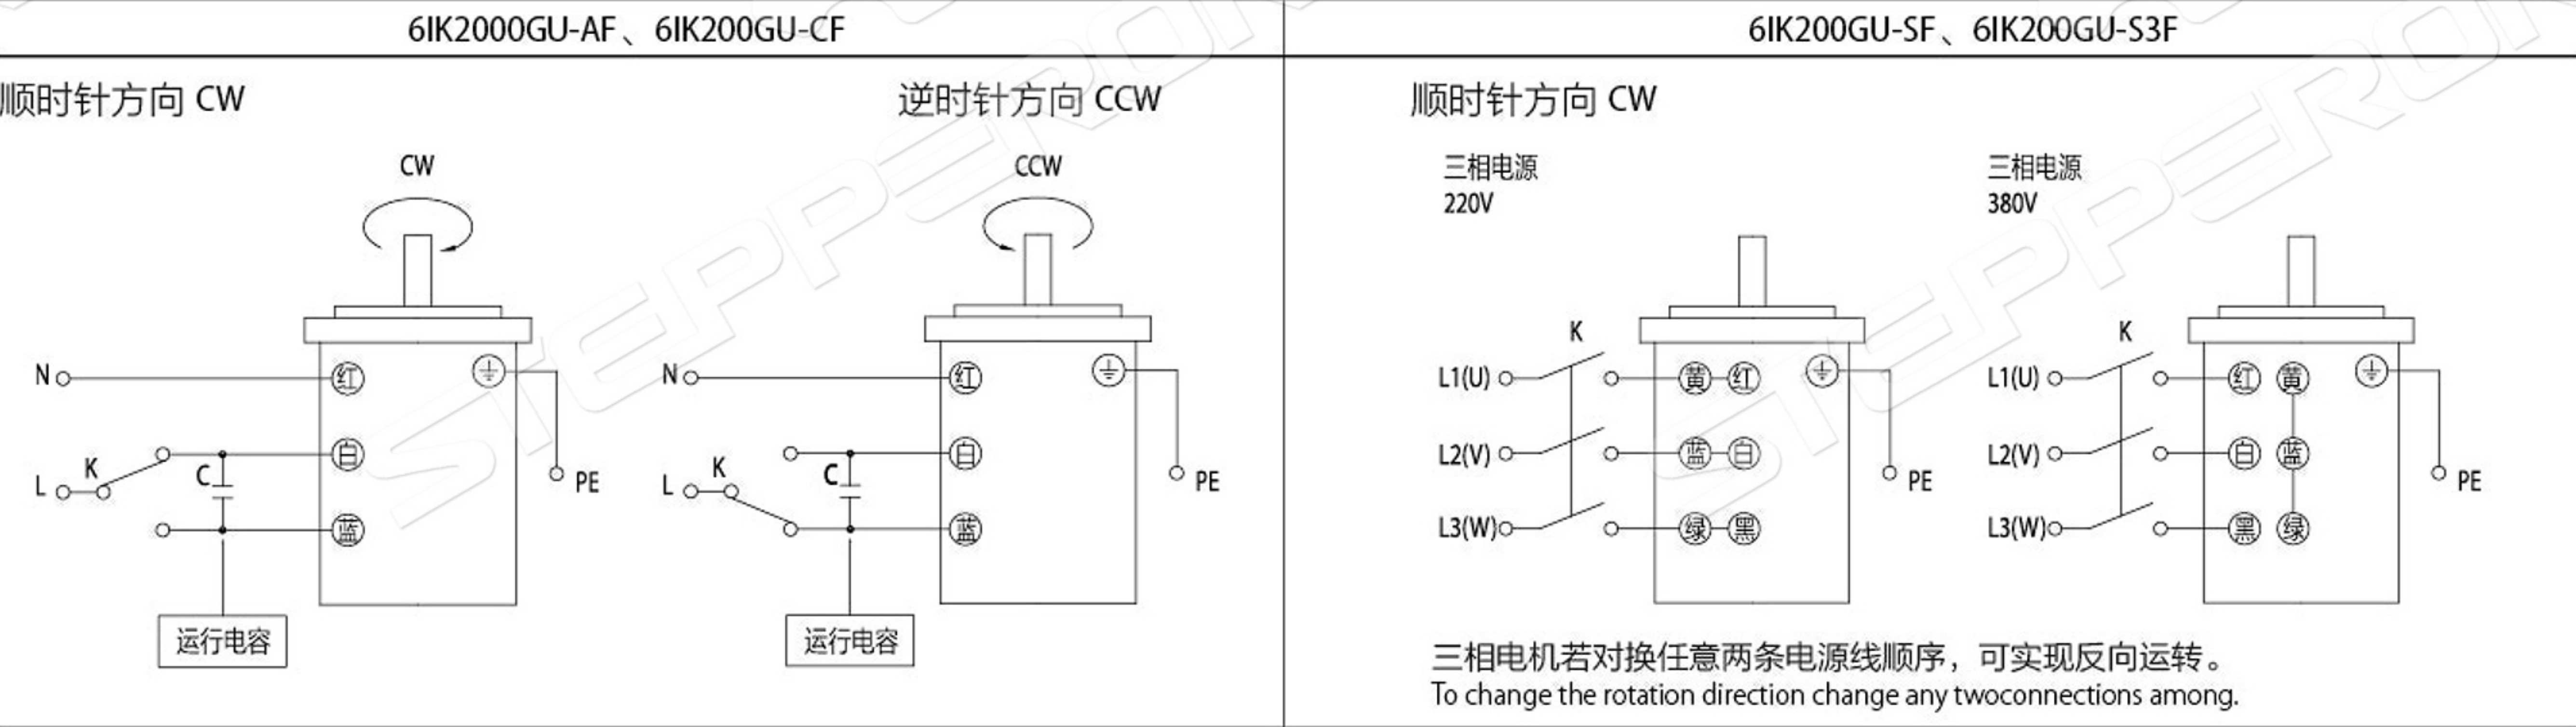 6IK2000GU-AF、6IK200GU-CF
6IK200GU-SF、6IK200GU-S3F
顺时针方向 CW
逆时针方向 CCW
顺时针方向 CW
CW
CCW
三相电源
220V
三相电源
380V
N
红
白
蓝
K
L
C
PE
运行电容
N
红
白
蓝
K
L
C
PE
运行电容
K
L1(U)
黄
红
L2(V)
蓝
白
L3(W)
绿
黑
PE
K
L1(U)
红
黄
L2(V)
白
蓝
L3(W)
黑
绿
PE
三相电机若对换任意两条电源线顺序，可实现反向运转。
To change the rotation direction change any twoconnections among.
STEPPERON
STEPPERON